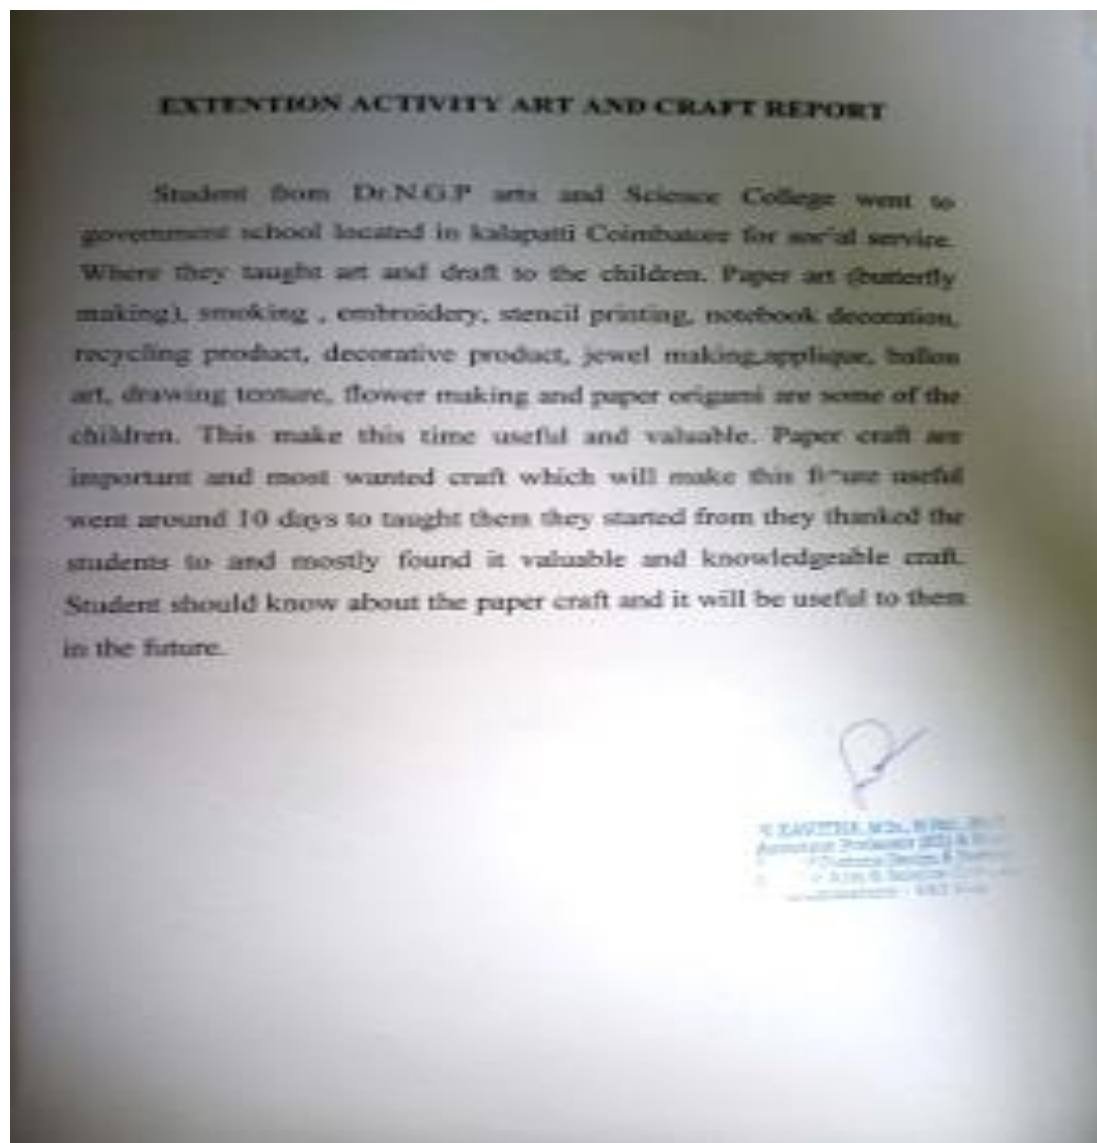 EXTENTION ACTIVITY ART AND CRAFT REPORT
Student from Dr.N.G.P arts and Science College went to
government school located in kalapatti Coimbatore for social service.
Where they taught art and draft to the children. Paper art (butterfly
making), smoking , embroidery, stencil printing, notebook decoration,
recycling product, decorative product, jewel making,applique, ballon
art, drawing texture, flower making and paper origami are some of the
children. This make this time useful and valuable. Paper craft are
important and most wanted craft which will make this useful
went around 10 days to taught them they started from they thanked the
students to and mostly found it valuable and knowledgeable craft.
Student should know about the paper craft and it will be useful to them
in the future.
KAVITHA, M.Sc.,
Assistant Professor